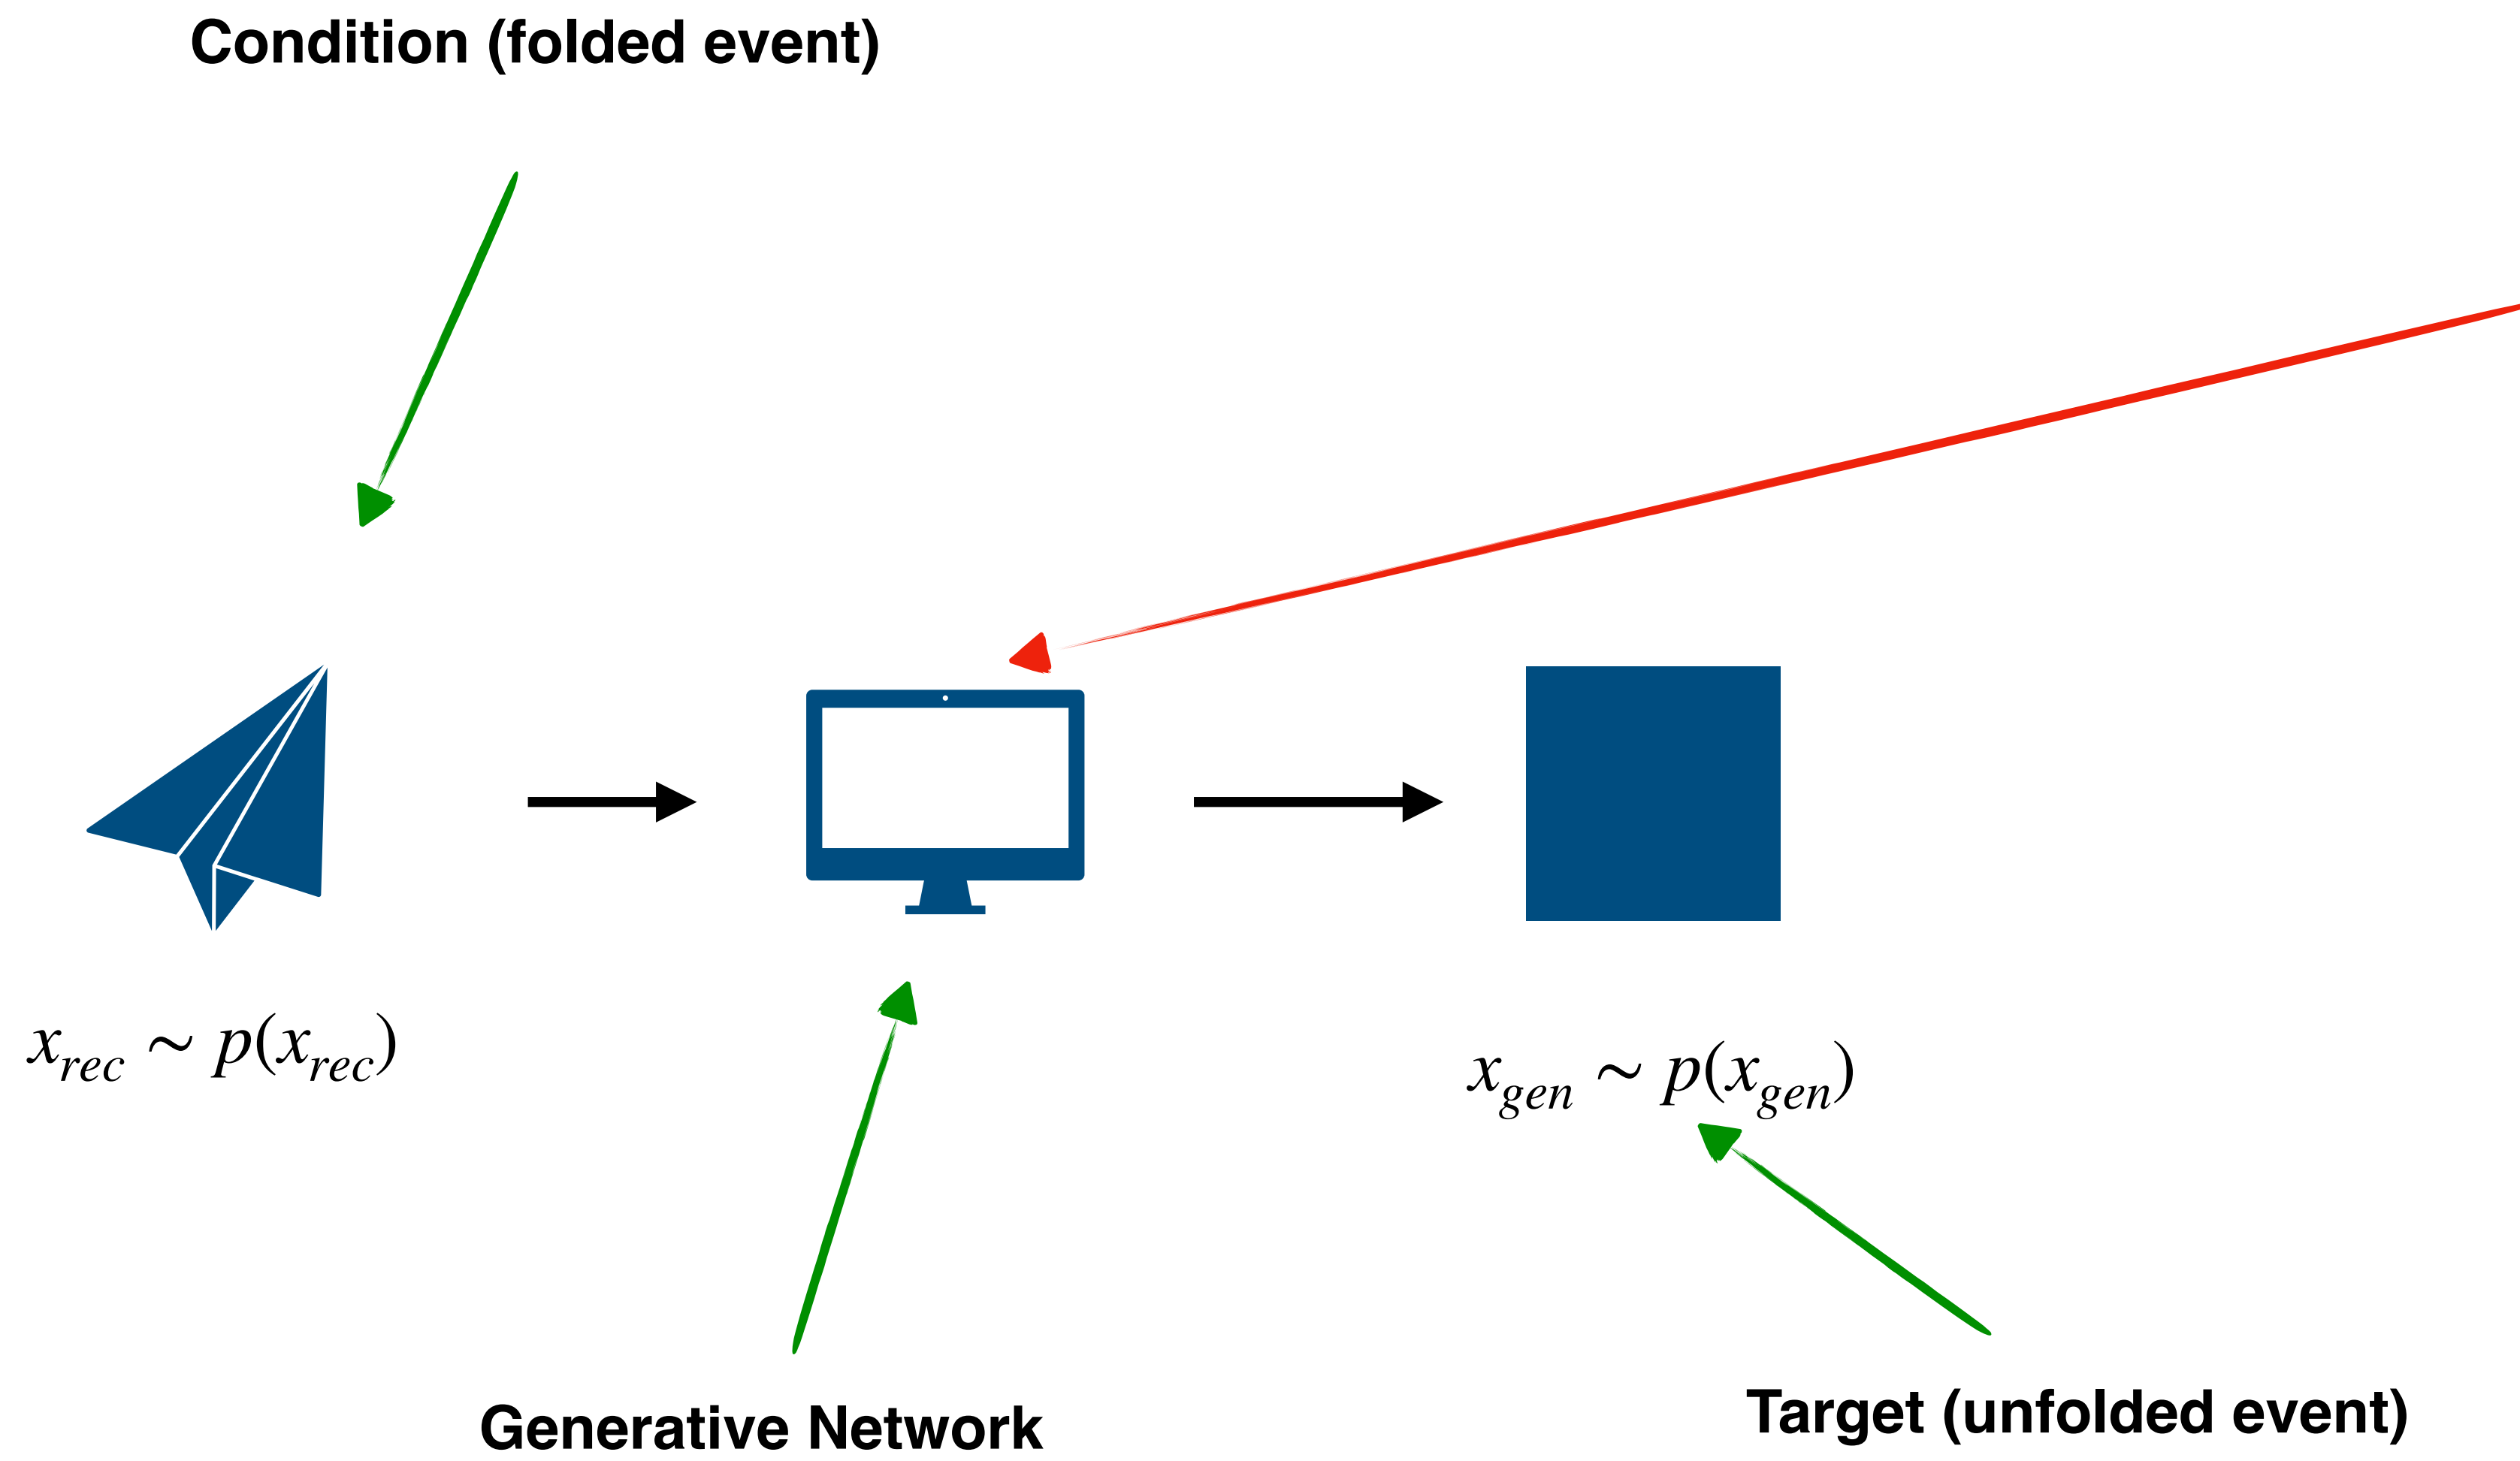 Condition (folded event)
x_rec ~ p(x_rec)
x_gen ~ p(x_gen)
Generative Network
Target (unfolded event)